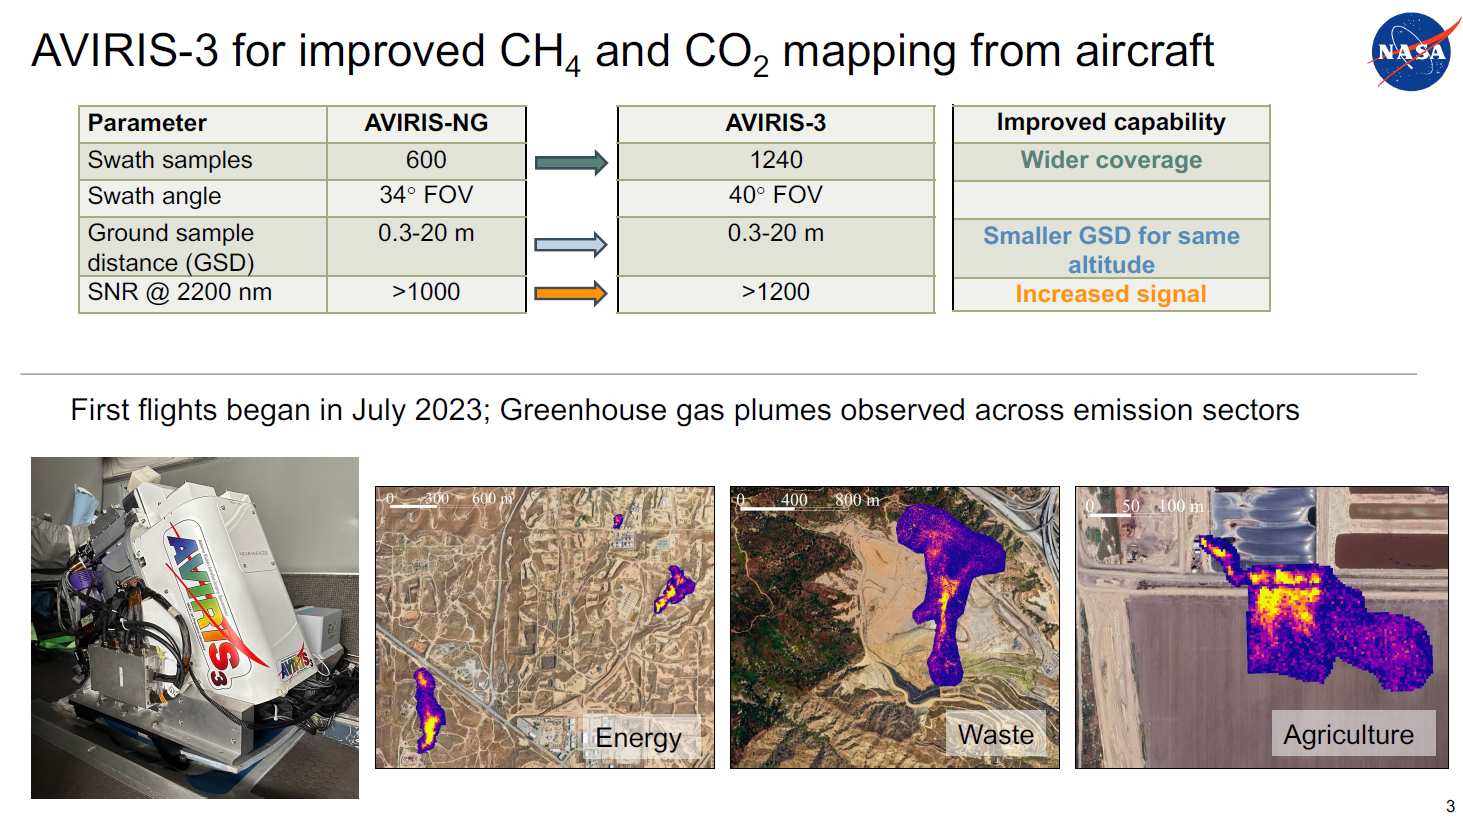 AVIRIS-3 for improved CH4 and CO2 mapping from aircraft
NASA
Parameter AVIRIS-NG AVIRIS-3 Improved capability
Swath samples 600 1240 Wider coverage
Swath angle 34° FOV 40° FOV
Ground sample distance (GSD) 0.3-20 m 0.3-20 m Smaller GSD for same altitude
SNR @ 2200 nm >1000 >1200 Increased signal
First flights began in July 2023; Greenhouse gas plumes observed across emission sectors
AVIRIS 3
AVIRIS-3
0 300 600 m
Energy
0 400 800 m
Waste
0 50 100 m
Agriculture
3